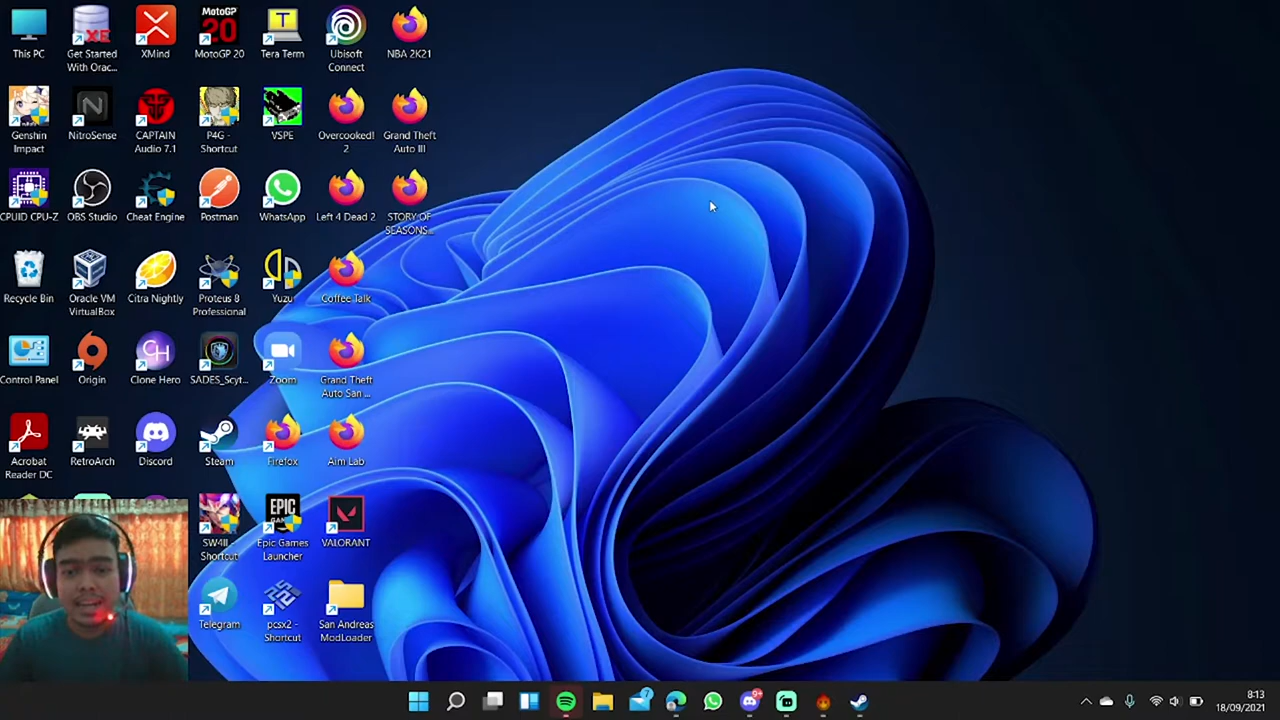 This PC
Get Started
With Orac...
XE
XMind
MotoGP
20
MotoGP 20
T
Tera Term
Ubisoft
Connect
NBA 2K21
Genshin
Impact
N
NitroSense
CAPTAIN
Audio 7.1
P4G -
Shortcut
VSPE
Overcooked!
2
Grand Theft
Auto III
CPUID CPU-Z
OBS Studio
Cheat Engine
Postman
WhatsApp
Left 4 Dead 2
STORY OF
SEASONS...
Recycle Bin
Oracle VM
VirtualBox
Citra Nightly
Proteus 8
Professional
Yuzu
Coffee Talk
Control Panel
Origin
CH
Clone Hero
SADES_Scyt...
Zoom
Grand Theft
Auto San ...
Acrobat
Reader DC
RetroArch
Discord
Steam
Firefox
Aim Lab
SW4II -
Shortcut
EPIC
Epic Games
Launcher
VALORANT
Telegram
pcsx2 -
Shortcut
San Andreas
ModLoader
7
8:13
18/09/2021